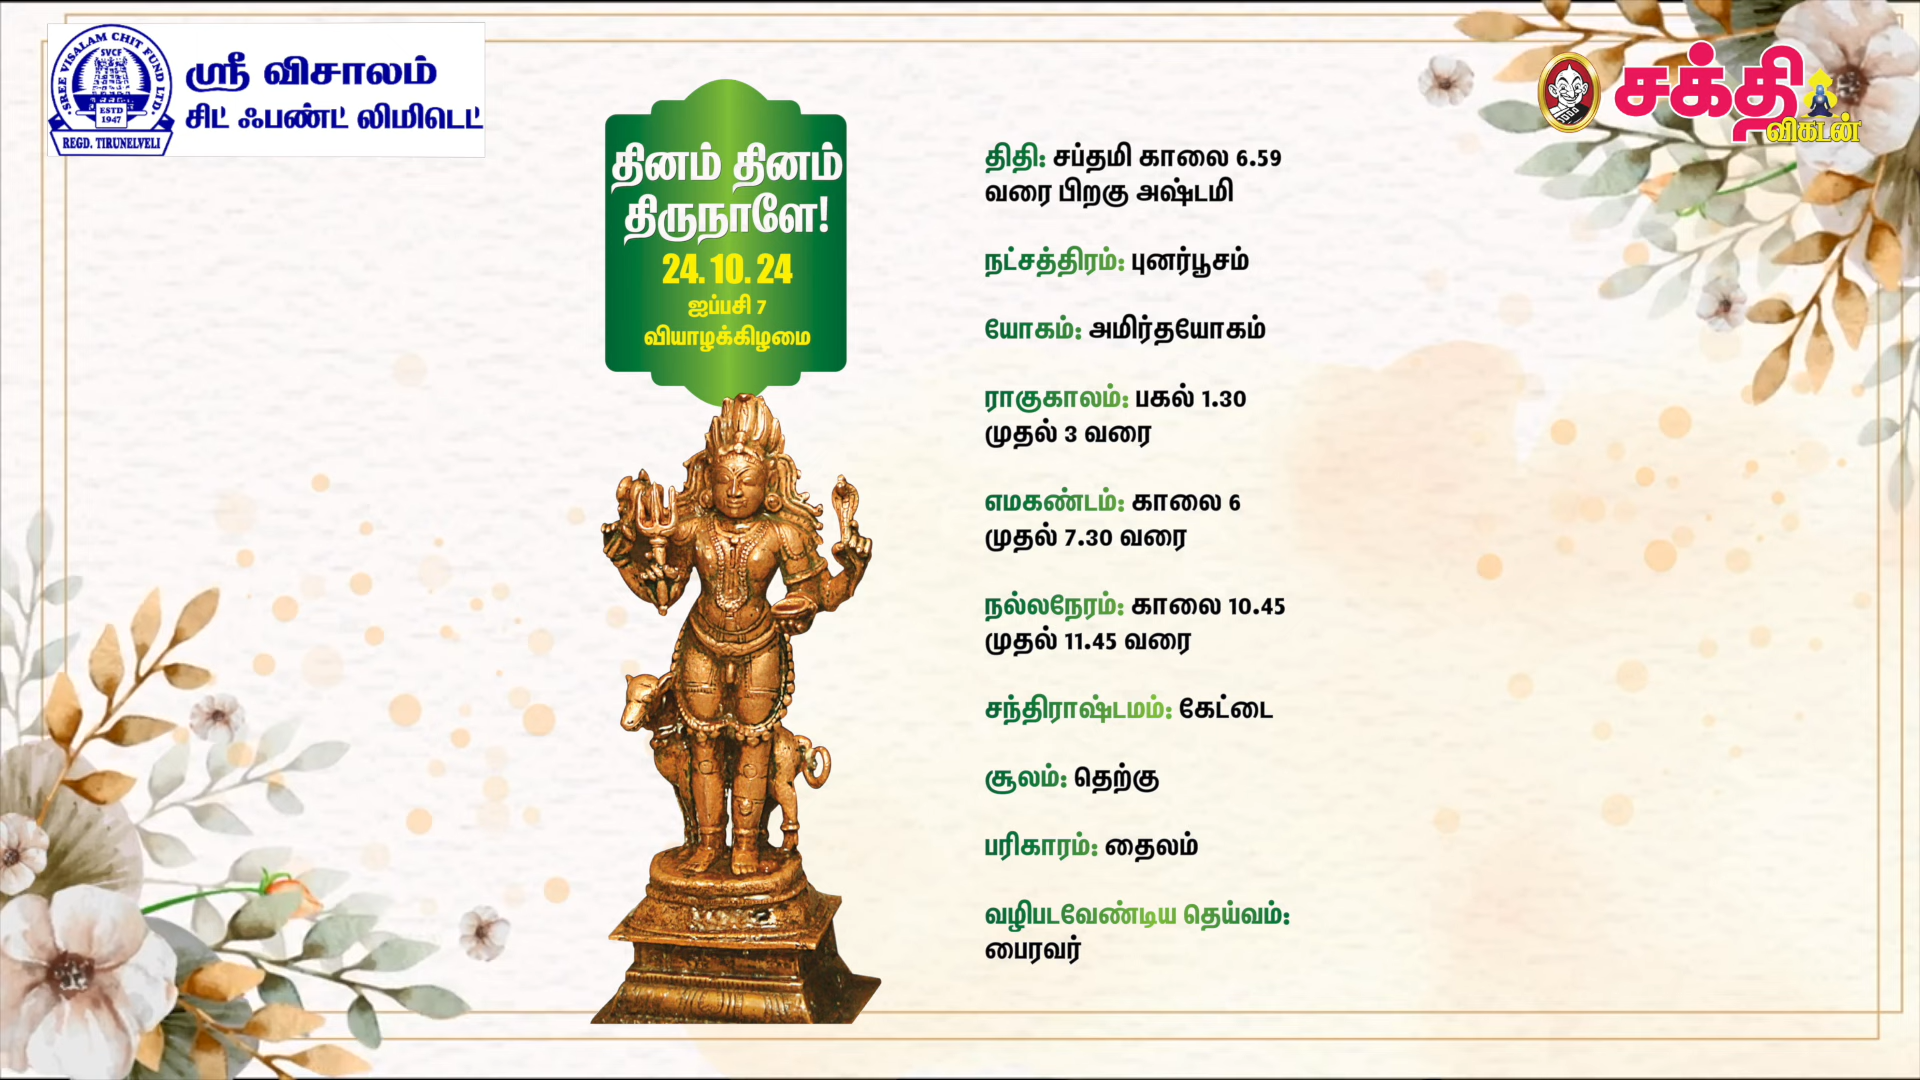 SREE VISALAM CHIT FUND LTD.
SVCF
ESTD
1947
REGD. TIRUNELVELI
ஸ்ரீ விசாலம்
சிட் ஃபண்ட் லிமிடெட்
சக்தி
விகடன்
தினம் தினம்
திருநாளே!
24. 10. 24
ஐப்பசி 7
வியாழக்கிழமை
திதி: சப்தமி காலை 6.59
வரை பிறகு அஷ்டமி
நட்சத்திரம்: புனர்பூசம்
யோகம்: அமிர்தயோகம்
ராகுகாலம்: பகல் 1.30
முதல் 3 வரை
எமகண்டம்: காலை 6
முதல் 7.30 வரை
நல்லநேரம்: காலை 10.45
முதல் 11.45 வரை
சந்திராஷ்டமம்: கேட்டை
சூலம்: தெற்கு
பரிகாரம்: தைலம்
வழிபடவேண்டிய தெய்வம்:
பைரவர்